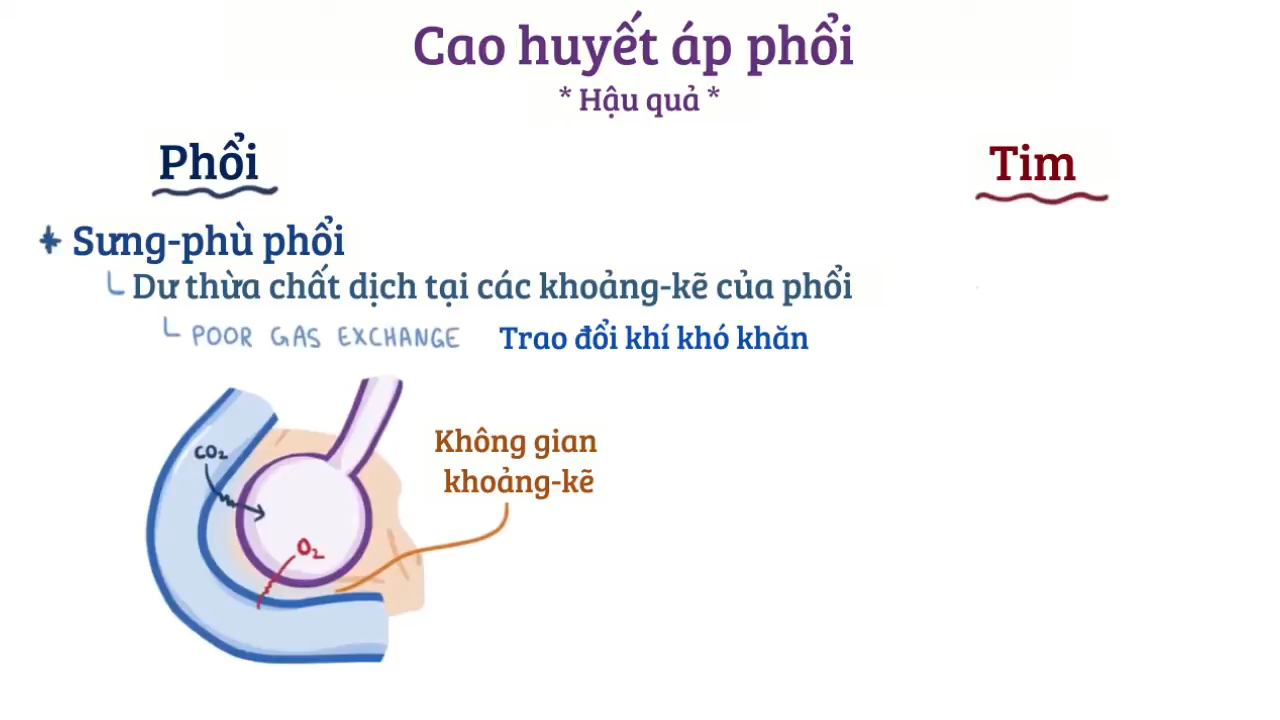 Cao huyết áp phổi
* Hậu quả *
Phổi
Tim
Sưng-phù phổi
Dư thừa chất dịch tại các khoảng-kẽ của phổi
POOR GAS EXCHANGE Trao đổi khí khó khăn
Không gian
khoảng-kẽ
CO₂
O₂